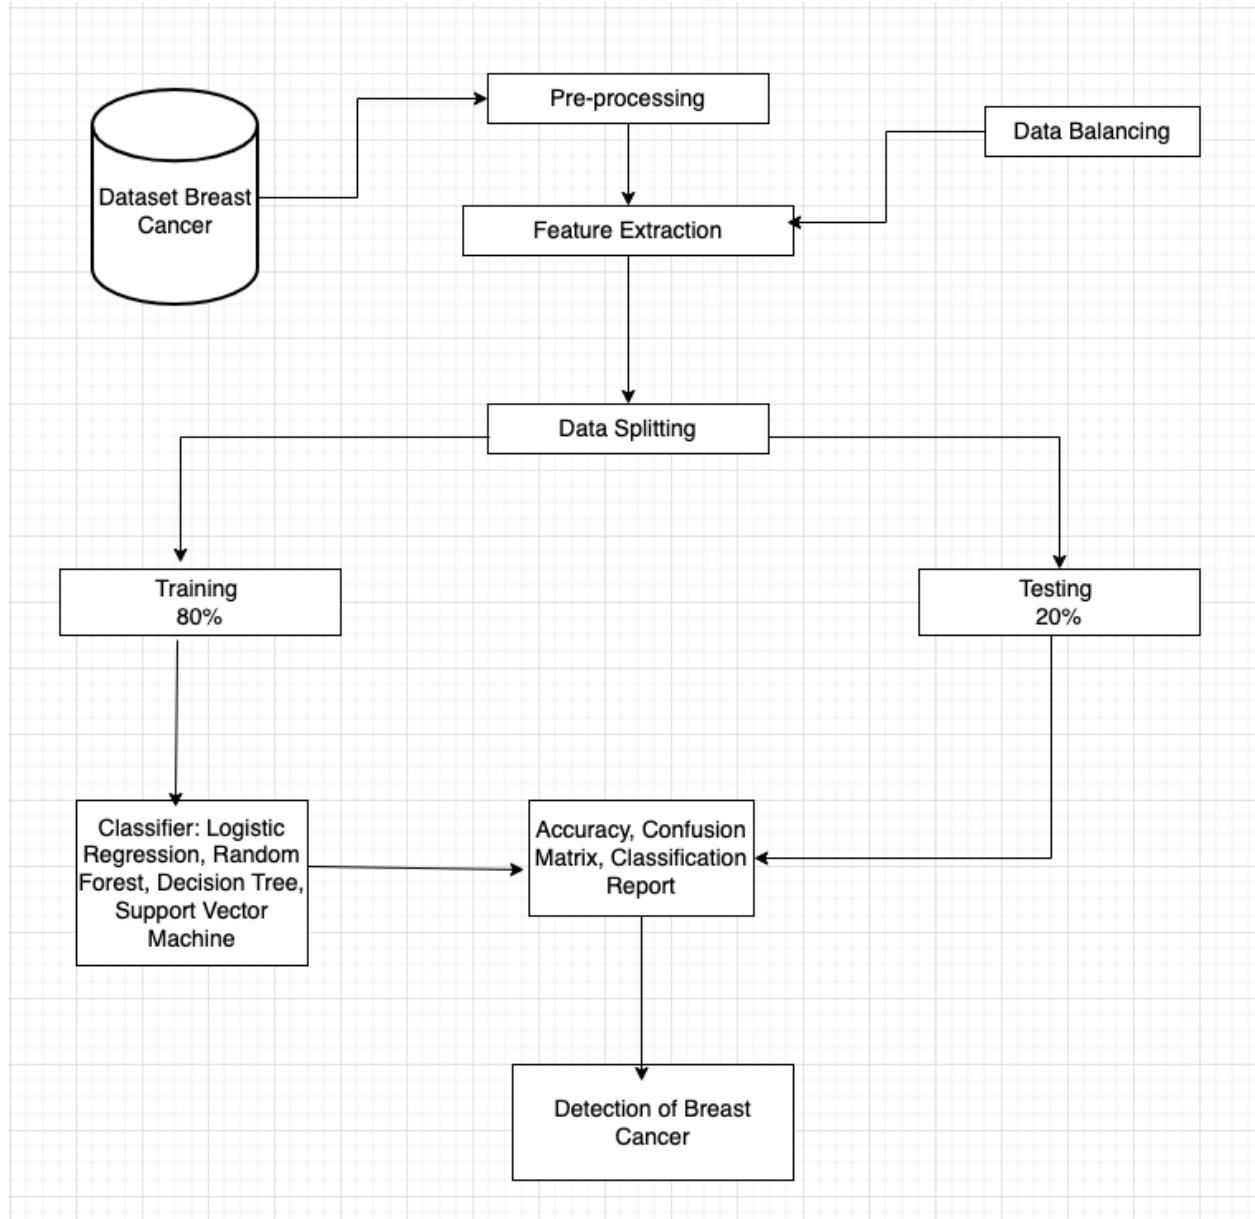 Pre-processing
Data Balancing
Dataset Breast
Cancer
Feature Extraction
Data Splitting
Training
80%
Testing
20%
Classifier: Logistic
Regression, Random
Forest, Decision Tree,
Support Vector
Machine
Accuracy, Confusion
Matrix, Classification
Report
Detection of Breast
Cancer